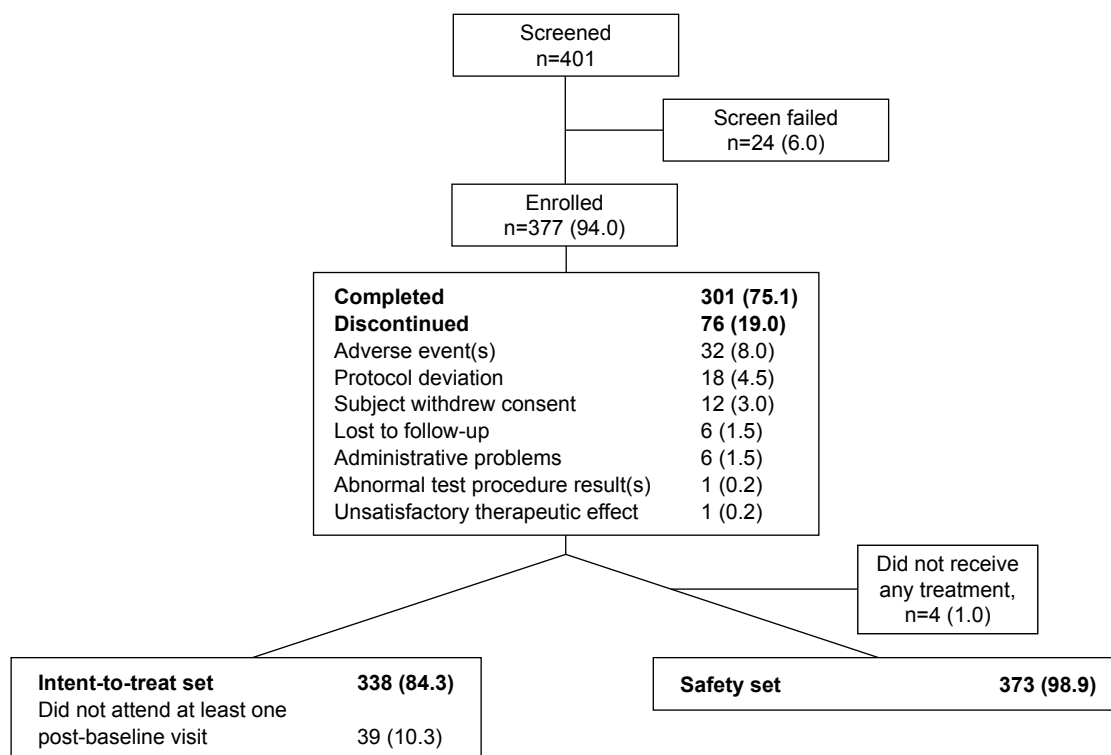 Screened
n=401
Screen failed
n=24 (6.0)
Enrolled
n=377 (94.0)
Completed 301 (75.1)
Discontinued 76 (19.0)
Adverse event(s) 32 (8.0)
Protocol deviation 18 (4.5)
Subject withdrew consent 12 (3.0)
Lost to follow-up 6 (1.5)
Administrative problems 6 (1.5)
Abnormal test procedure result(s) 1 (0.2)
Unsatisfactory therapeutic effect 1 (0.2)
Did not receive
any treatment,
n=4 (1.0)
Intent-to-treat set 338 (84.3)
Did not attend at least one
post-baseline visit 39 (10.3)
Safety set 373 (98.9)